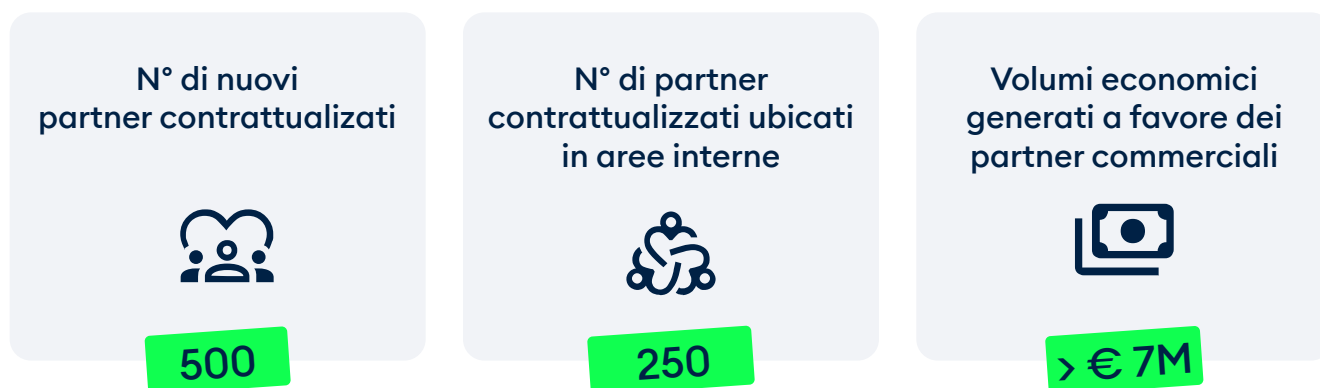 N° di nuovi
partner contrattualizati
N° di partner
contrattualizzati ubicati
in aree interne
Volumi economici
generati a favore dei
partner commerciali
500
250
> € 7M